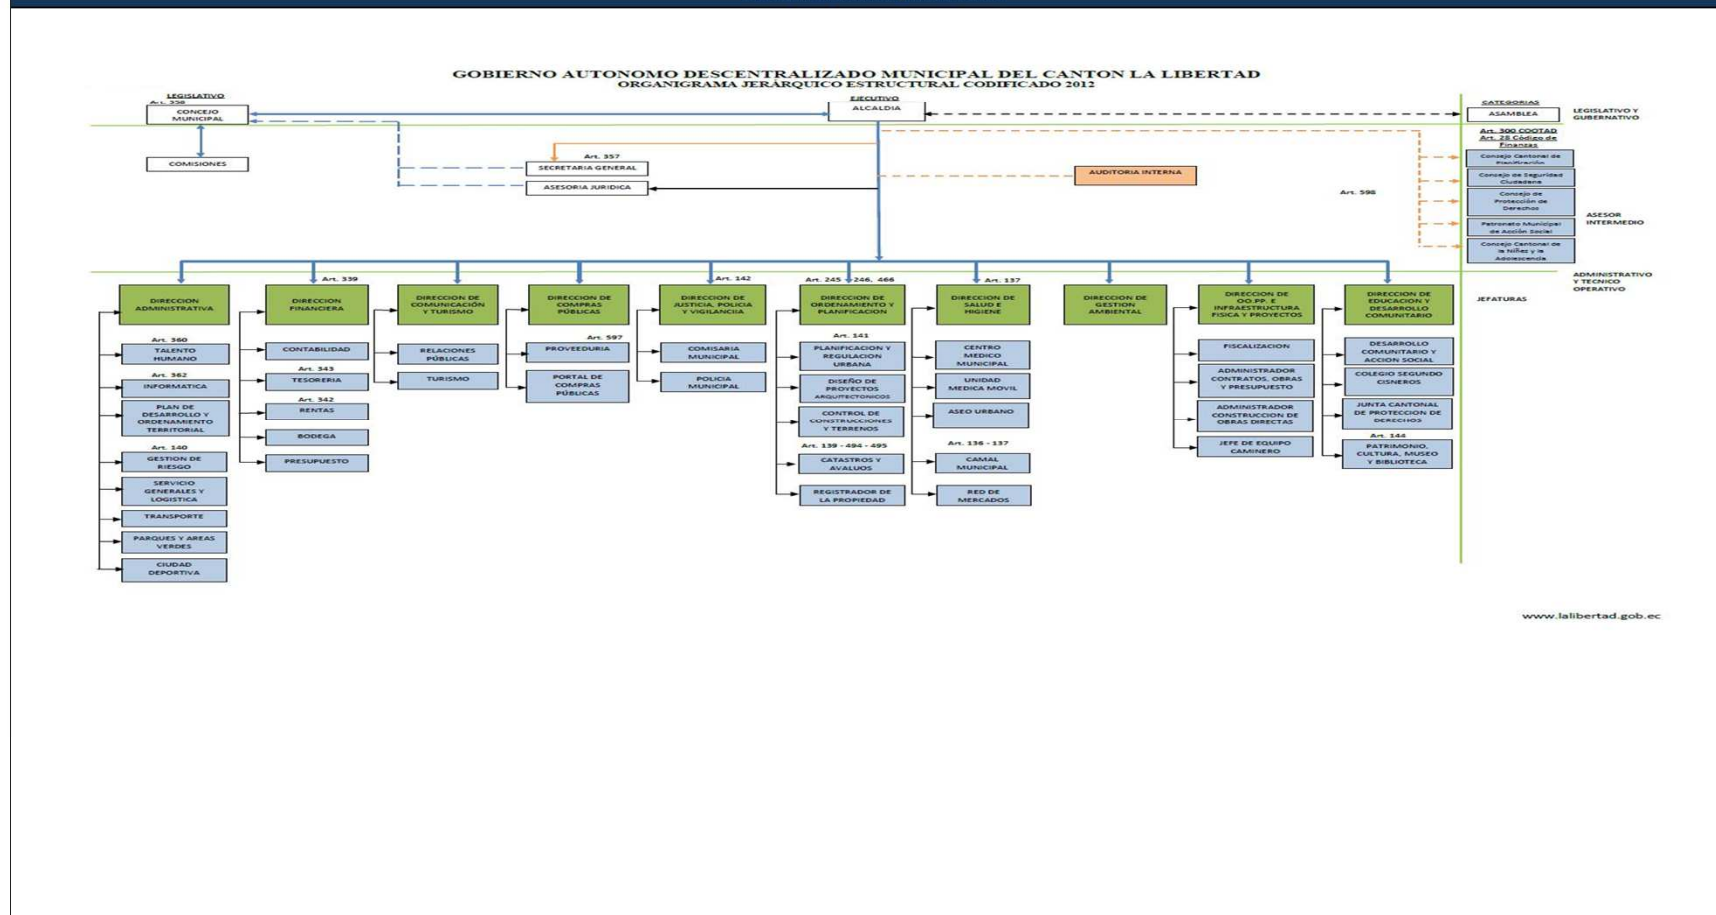 GOBIERNO AUTONOMO DESCENTRALIZADO MUNICIPAL DEL CANTON LA LIBERTAD
ORGANIGRAMA JERÁRQUICO ESTRUCTURAL CODIFICADO 2012
LEGISLATIVO
CONCEJO
MUNICIPAL
COMISIONES
EJECUTIVO
ALCALDIA
Art. 357
SECRETARIA GENERAL
ASESORIA JURIDICA
AUDITORIA INTERNA
Art. 598
CATEGORIAS
ASAMBLEA
LEGISLATIVO Y
GUBERNATIVO
Art. 300 COOTAD
Art. 28 Código de
Finanzas
Consejo Cantonal de
Planificación
Consejo de Seguridad
Ciudadana
Consejo de
Protección de
Derechos
Patronato Municipal
de Acción Social
Consejo Cantonal de
la Niñez y la
Adolescencia
ASESOR
INTERMEDIO
ADMINISTRATIVO
Y TECNICO
OPERATIVO
JEFATURAS
DIRECCION
ADMINISTRATIVA
Art. 360
TALENTO
HUMANO
Art. 362
INFORMATICA
PLAN DE
DESARROLLO Y
ORDENAMIENTO
TERRITORIAL
Art. 140
GESTION DE
RIESGO
SERVICIO
GENERALES Y
LOGISTICA
TRANSPORTE
PARQUES Y AREAS
VERDES
CIUDAD
DEPORTIVA
Art. 339
DIRECCION
FINANCIERA
CONTABILIDAD
Art. 343
TESORERIA
Art. 342
RENTAS
BODEGA
PRESUPUESTO
DIRECCION DE
COMUNICACIÓN
Y TURISMO
RELACIONES
PÚBLICAS
TURISMO
DIRECCION DE
COMPRAS
PÚBLICAS
Art. 597
PROVEEDURIA
PORTAL DE
COMPRAS
PÚBLICAS
Art. 142
DIRECCION DE
JUSTICIA, POLICIA
Y VIGILANCIIA
COMISARIA
MUNICIPAL
POLICIA
MUNICIPAL
Art. 245 246, 466
DIRECCION DE
ORDENAMIENTO Y
PLANIFICACION
Art. 141
PLANIFICACION Y
REGULACION
URBANA
DISEÑO DE
PROYECTOS
ARQUITECTONICOS
CONTROL DE
CONSTRUCCIONES
Y TERRENOS
Art. 139 - 494 - 495
CATASTROS Y
AVALUOS
REGISTRADOR DE
LA PROPIEDAD
Art. 137
DIRECCION DE
SALUD E
HIGIENE
CENTRO
MEDICO
MUNICIPAL
UNIDAD
MEDICA MOVIL
ASEO URBANO
Art. 136 - 137
CAMAL
MUNICIPAL
RED DE
MERCADOS
DIRECCION DE
GESTION
AMBIENTAL
DIRECCION DE
OO.PP. E
INFRAESTRUCTURA
FISICA Y PROYECTOS
FISCALIZACION
ADMINISTRADOR
CONTRATOS, OBRAS
Y PRESUPUESTO
ADMINISTRADOR
CONSTRUCCION DE
OBRAS DIRECTAS
JEFE DE EQUIPO
CAMINERO
DIRECCION DE
EDUCACION Y
DESARROLLO
COMUNITARIO
DESARROLLO
COMUNITARIO Y
ACCION SOCIAL
COLEGIO SEGUNDO
CISNEROS
JUNTA CANTONAL
DE PROTECCION DE
DERECHOS
Art. 144
PATRIMONIO,
CULTURA, MUSEO
Y BIBLIOTECA
www.lalibertad.gob.ec